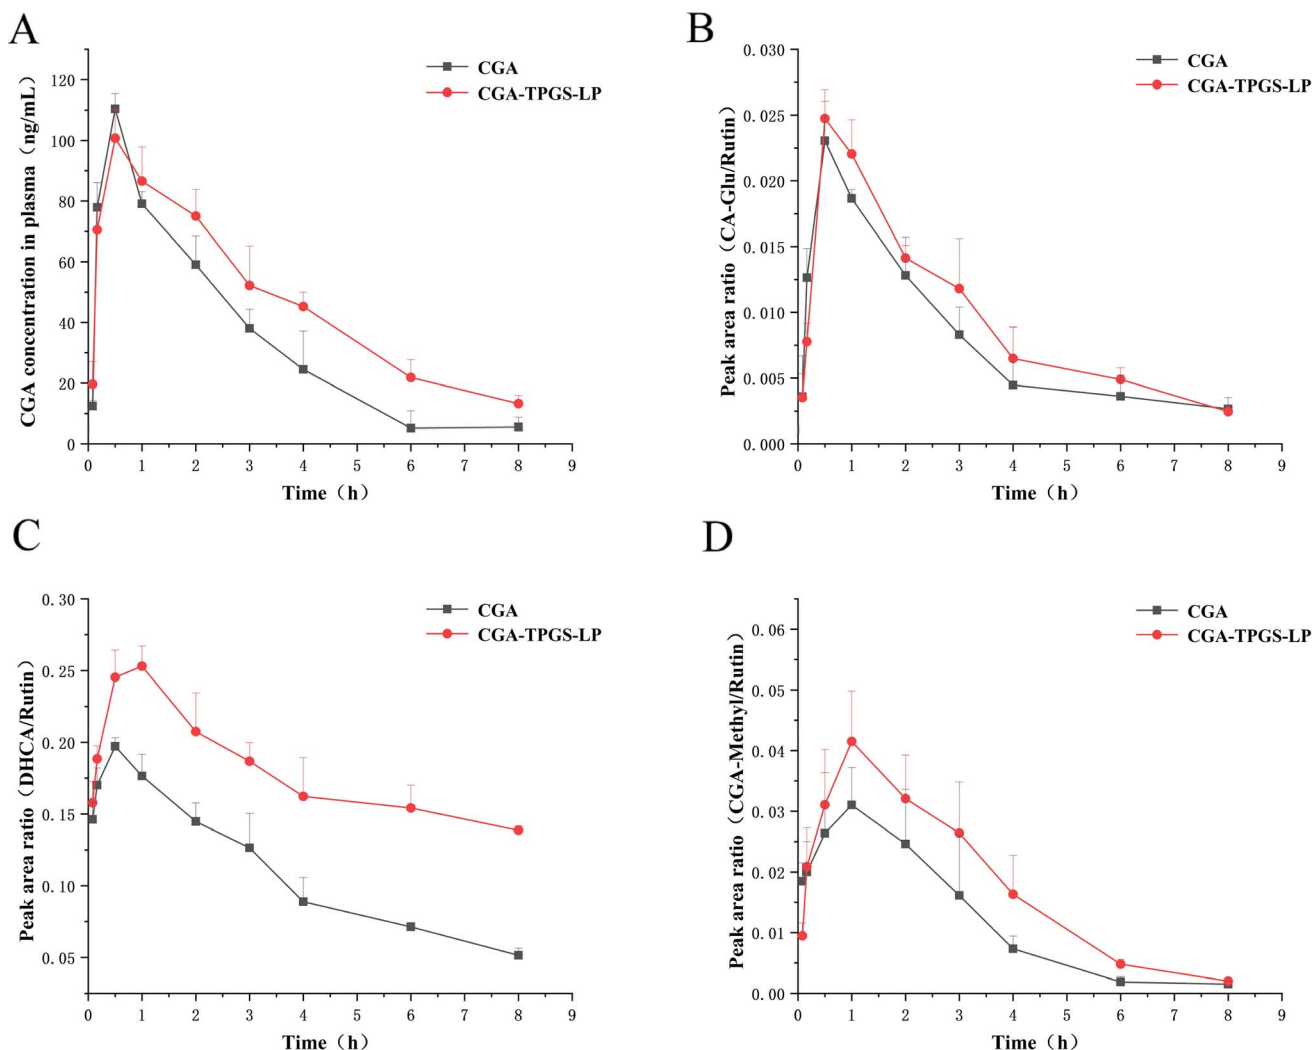 A
CGA concentration in plasma（ng/mL）
120
100
80
60
40
20
0
0 1 2 3 4 5 6 7 8 9
Time（h）
CGA
CGA-TPGS-LP
B
Peak area ratio（CA-Glu/Rutin）
0.030
0.025
0.020
0.015
0.010
0.005
0.000
0 1 2 3 4 5 6 7 8 9
Time（h）
CGA
CGA-TPGS-LP
C
Peak area ratio（DHCA/Rutin）
0.30
0.25
0.20
0.15
0.10
0.05
0 1 2 3 4 5 6 7 8 9
Time（h）
CGA
CGA-TPGS-LP
D
Peak area ratio（CGA-Methyl/Rutin）
0.06
0.05
0.04
0.03
0.02
0.01
0.00
0 1 2 3 4 5 6 7 8 9
Time（h）
CGA
CGA-TPGS-LP